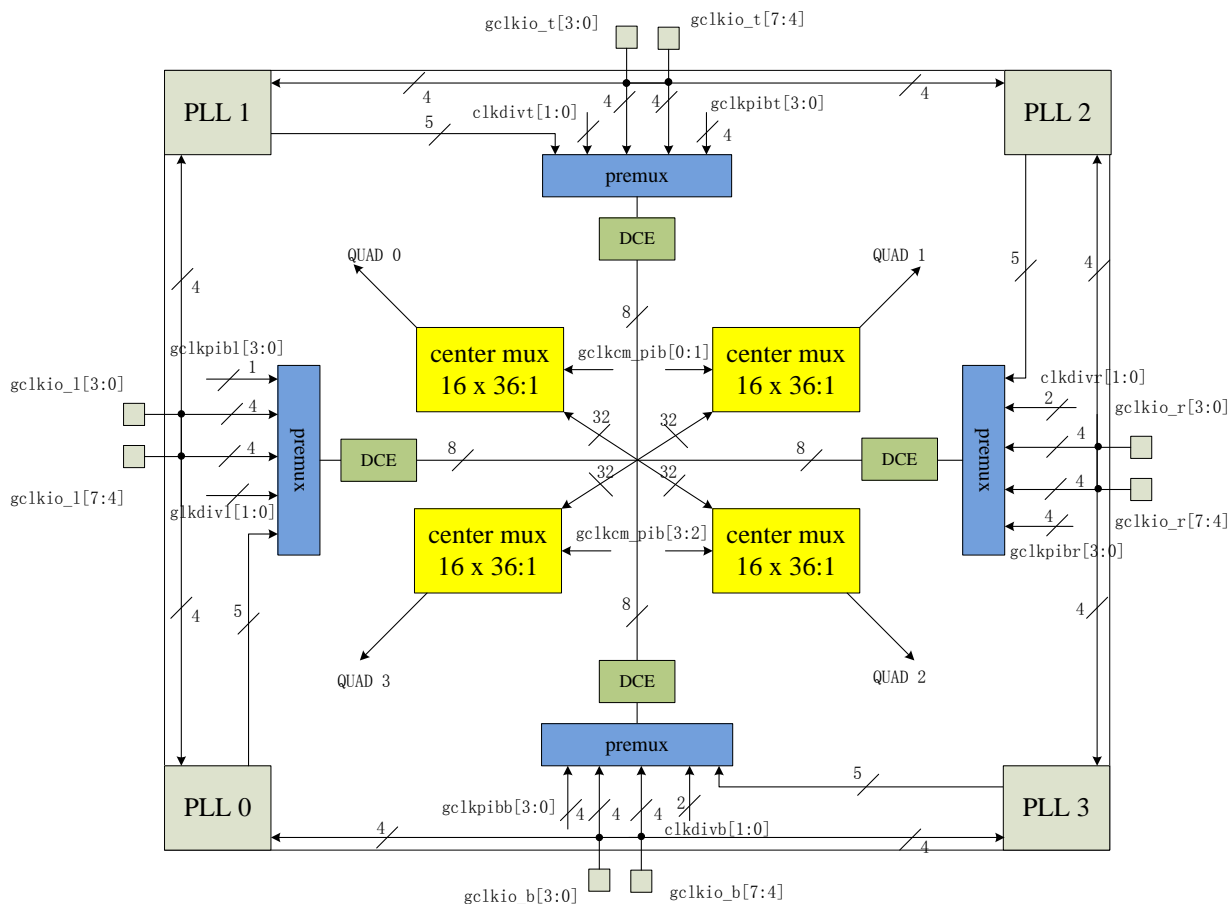 gclkio_t[3:0]
gclkio_t[7:4]
PLL 1
4
4
4
gclkpibt[3:0]
4
PLL 2
clkdivt[1:0]
5
4
premux
DCE
QUAD 0
QUAD 1
5
4
4
8
gclkpibl[3:0]
1
center mux
16 x 36:1
gclkcm_pib[0:1]
center mux
16 x 36:1
clkdivr[1:0]
2
gclkio_l[3:0]
4
gclkio_r[3:0]
premux
32
32
4
4
DCE
8
8
DCE
premux
gclkio_l[7:4]
glkdivl[1:0]
32
32
4
gclkio_r[7:4]
4
gclkpibr[3:0]
center mux
16 x 36:1
gclkcm_pib[3:2]
center mux
16 x 36:1
5
4
8
4
QUAD 3
DCE
QUAD 2
premux
5
PLL 0
gclkpibb[3:0]
4
4
4
2
clkdivb[1:0]
PLL 3
4
4
gclkio_b[3:0]
gclkio_b[7:4]